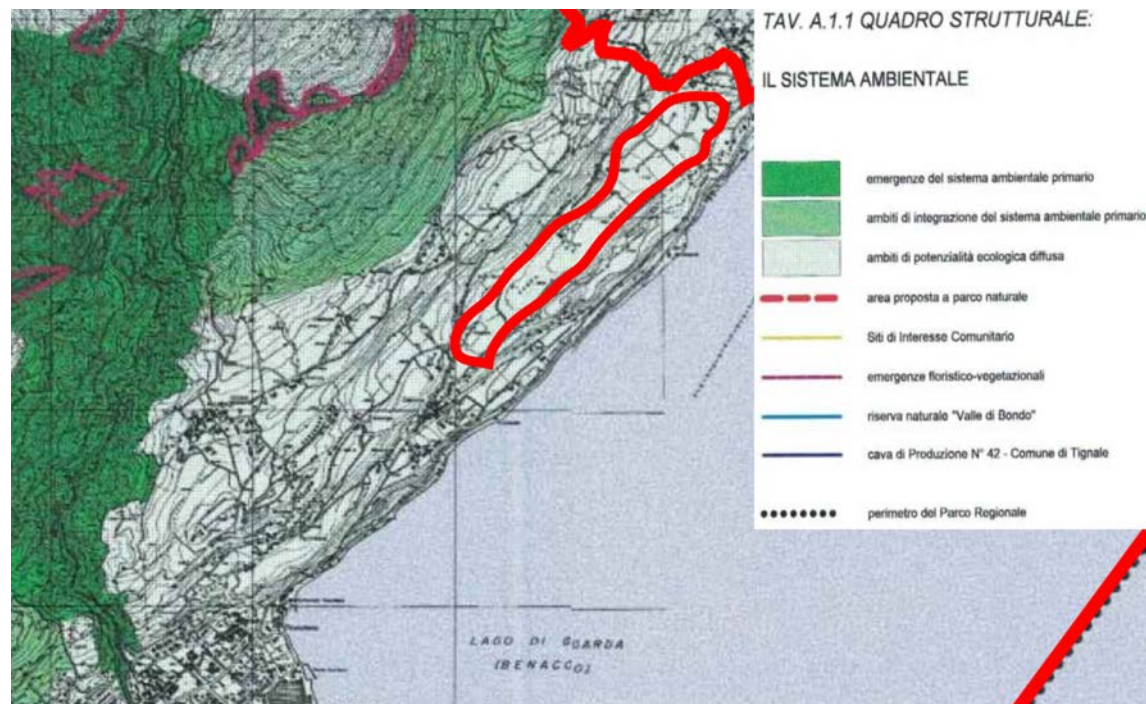 TAV. A.1.1 QUADRO STRUTTURALE:
IL SISTEMA AMBIENTALE
emergenze del sistema ambientale primario
ambiti di integrazione del sistema ambientale primario
ambiti di potenzialità ecologica diffusa
area proposta a parco naturale
Siti di Interesse Comunitario
emergenze floristico-vegetazionali
riserva naturale "Valle di Bondo"
cava di Produzione N° 42 - Comune di Tignale
perimetro del Parco Regionale
LAGO DI GGARDA
(BENACCO)